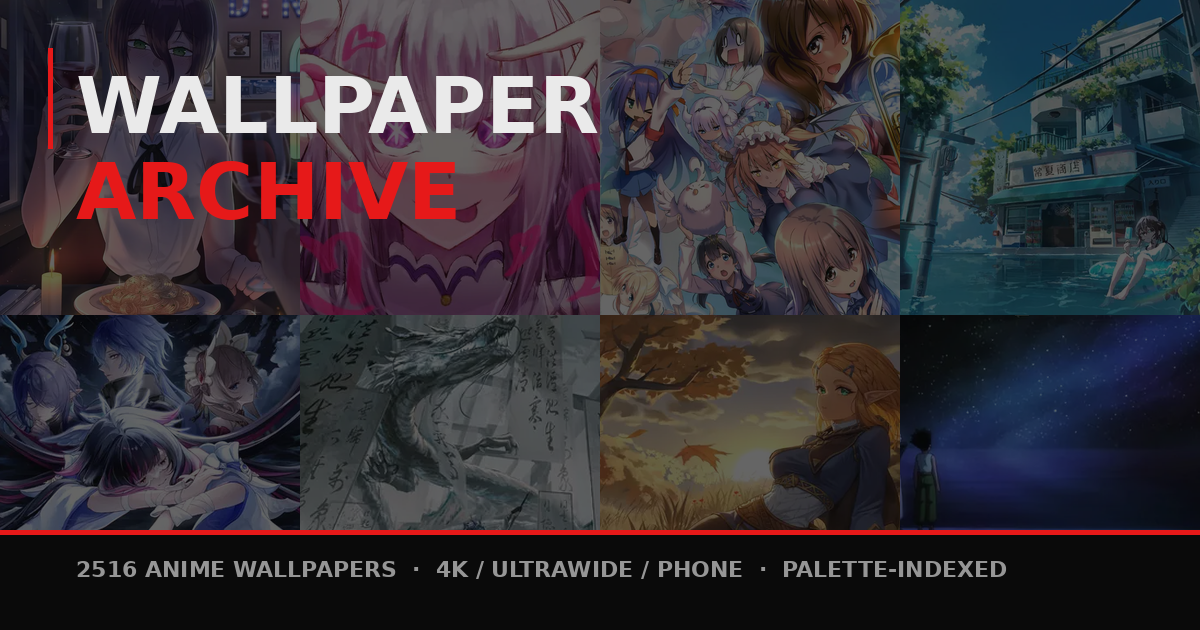 WALLPAPER
ARCHIVE
2516 ANIME WALLPAPERS · 4K / ULTRAWIDE / PHONE · PALETTE-INDEXED